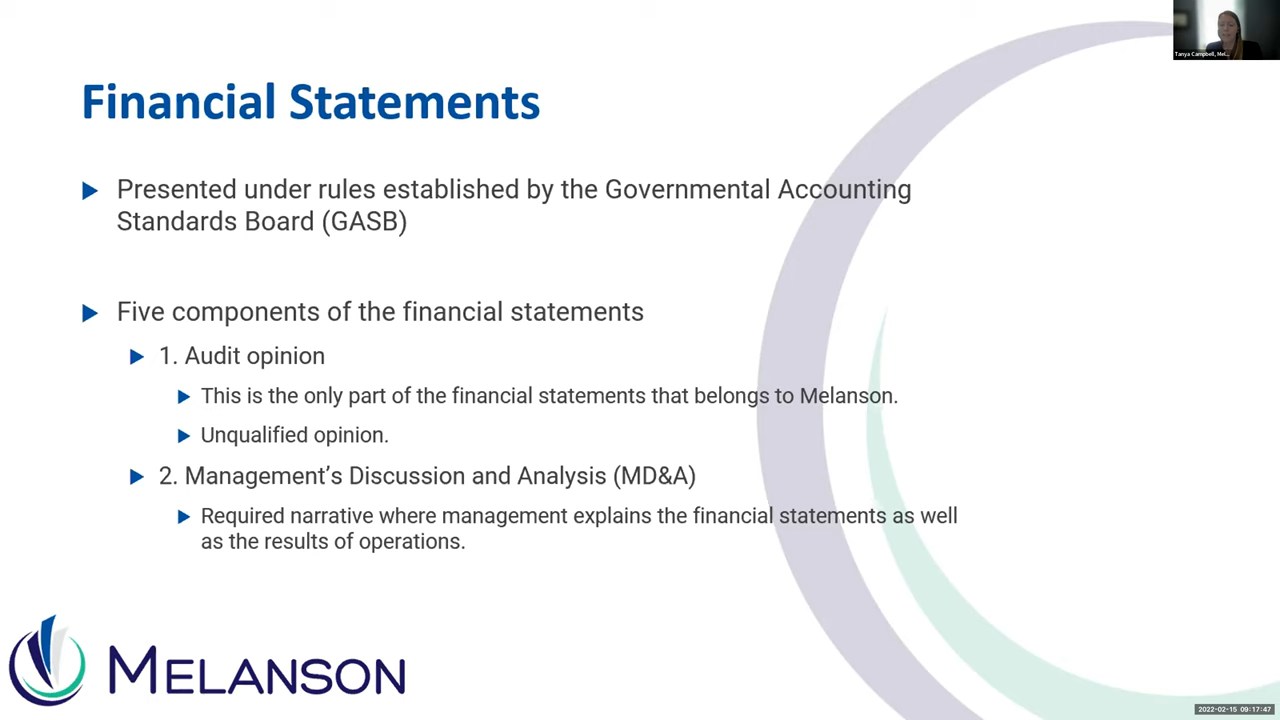 Tanya Campbell, Mel...
Financial Statements
Presented under rules established by the Governmental Accounting
Standards Board (GASB)
Five components of the financial statements
1. Audit opinion
This is the only part of the financial statements that belongs to Melanson.
Unqualified opinion.
2. Management’s Discussion and Analysis (MD&A)
Required narrative where management explains the financial statements as well
as the results of operations.
MELANSON
2022-02-15 09:17:47